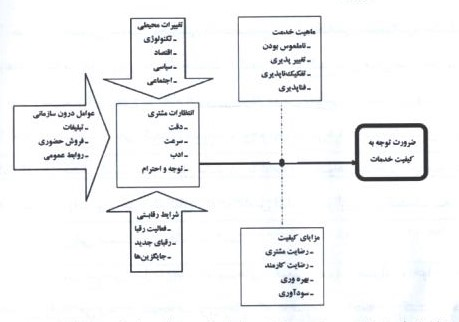 تغییرات محیطی
ـ تکنولوژی
ـ اقتصاد
ـ سیاسی
ـ اجتماعی
ماهیت خدمت
ـ ناملموس بودن
ـ تغییر پذیری
ـ تفکیک‌ناپذیری
ـ فناپذیری
عوامل درون سازمانی
ـ تبلیغات
ـ فروش حضوری
ـ روابط عمومی
انتظارات مشتری
ـ دقت
ـ سرعت
ـ ادب
ـ توجه و احترام
ضرورت توجه به
کیفیت خدمات
شرایط رقابتی
ـ فعالیت رقبا
ـ رقبای جدید
ـ جایگزین‌ها
مزایای کیفیت
ـ رضایت مشتری
ـ رضایت کارمند
ـ بهره وری
ـ سودآوری